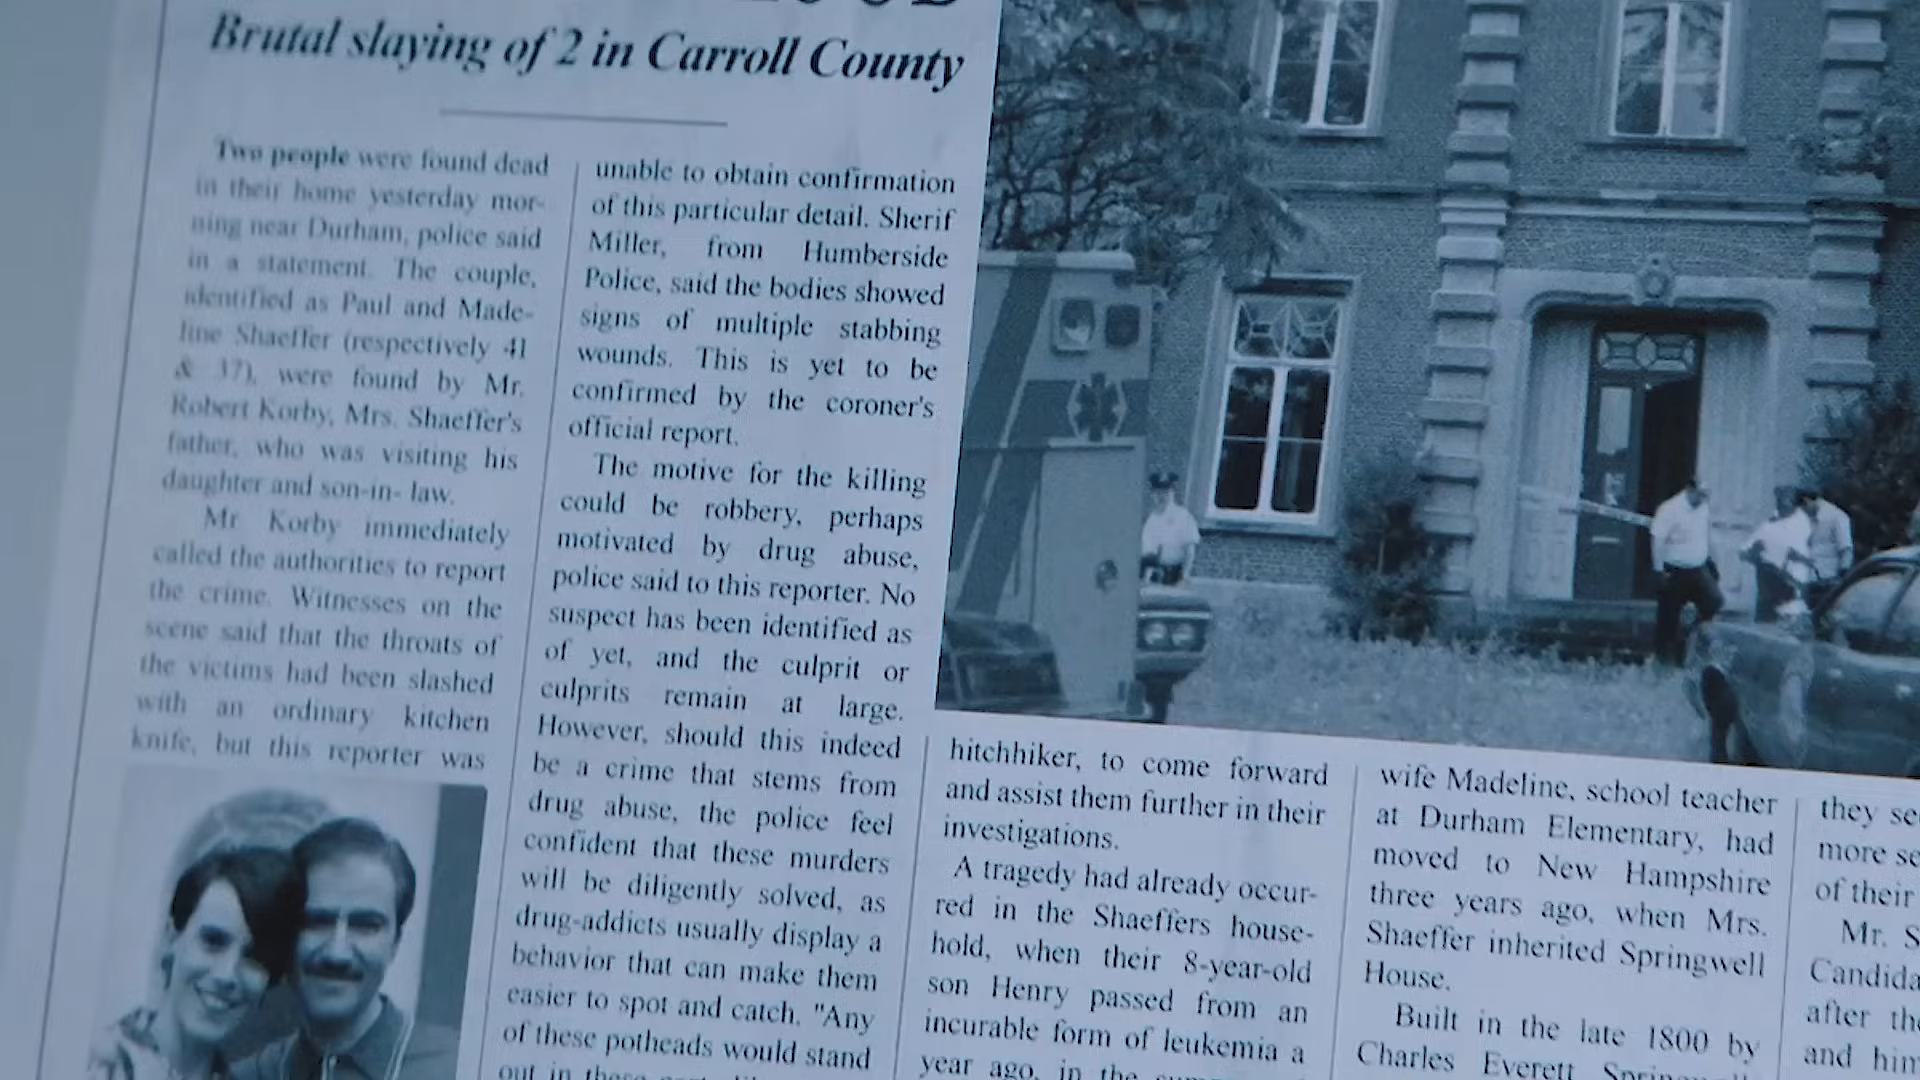 Brutal slaying of 2 in Carroll County
Two people were found dead
in their home yesterday mor-
ning near Durham, police said
in a statement. The couple,
identified as Paul and Made-
line Shaeffer (respectively 41
& 37), were found by Mr.
Robert Korby, Mrs. Shaeffer's
father, who was visiting his
daughter and son-in- law.
Mr. Korby immediately
called the authorities to report
the crime. Witnesses on the
scene said that the throats of
the victims had been slashed
with an ordinary kitchen
knife, but this reporter was
unable to obtain confirmation
of this particular detail. Sherif
Miller, from Humberside
Police, said the bodies showed
signs of multiple stabbing
wounds. This is yet to be
confirmed by the coroner's
official report.
The motive for the killing
could be robbery, perhaps
motivated by drug abuse,
police said to this reporter. No
suspect has been identified as
of yet, and the culprit or
culprits remain at large.
However, should this indeed
be a crime that stems from
drug abuse, the police feel
confident that these murders
will be diligently solved, as
drug-addicts usually display a
behavior that can make them
easier to spot and catch. "Any
of these potheads would stand
out in these
hitchhiker, to come forward
and assist them further in their
investigations.
A tragedy had already occur-
red in the Shaeffers house-
hold, when their 8-year-old
son Henry passed from an
incurable form of leukemia a
year ago, in the
wife Madeline, school teacher
at Durham Elementary, had
moved to New Hampshire
three years ago, when Mrs.
Shaeffer inherited Springwell
House.
Built in the late 1800 by
Charles Everett
they
more
of their
Mr.
after
and